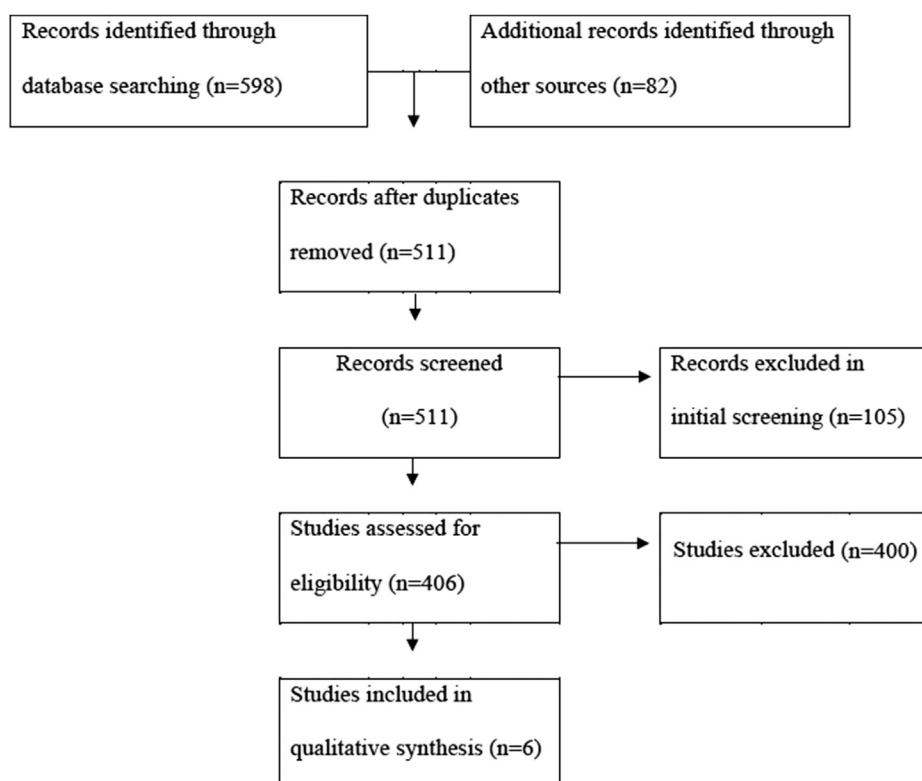 Records identified through
database searching (n=598)
Additional records identified through
other sources (n=82)
Records after duplicates
removed (n=511)
Records screened
(n=511)
Records excluded in
initial screening (n=105)
Studies assessed for
eligibility (n=406)
Studies excluded (n=400)
Studies included in
qualitative synthesis (n=6)